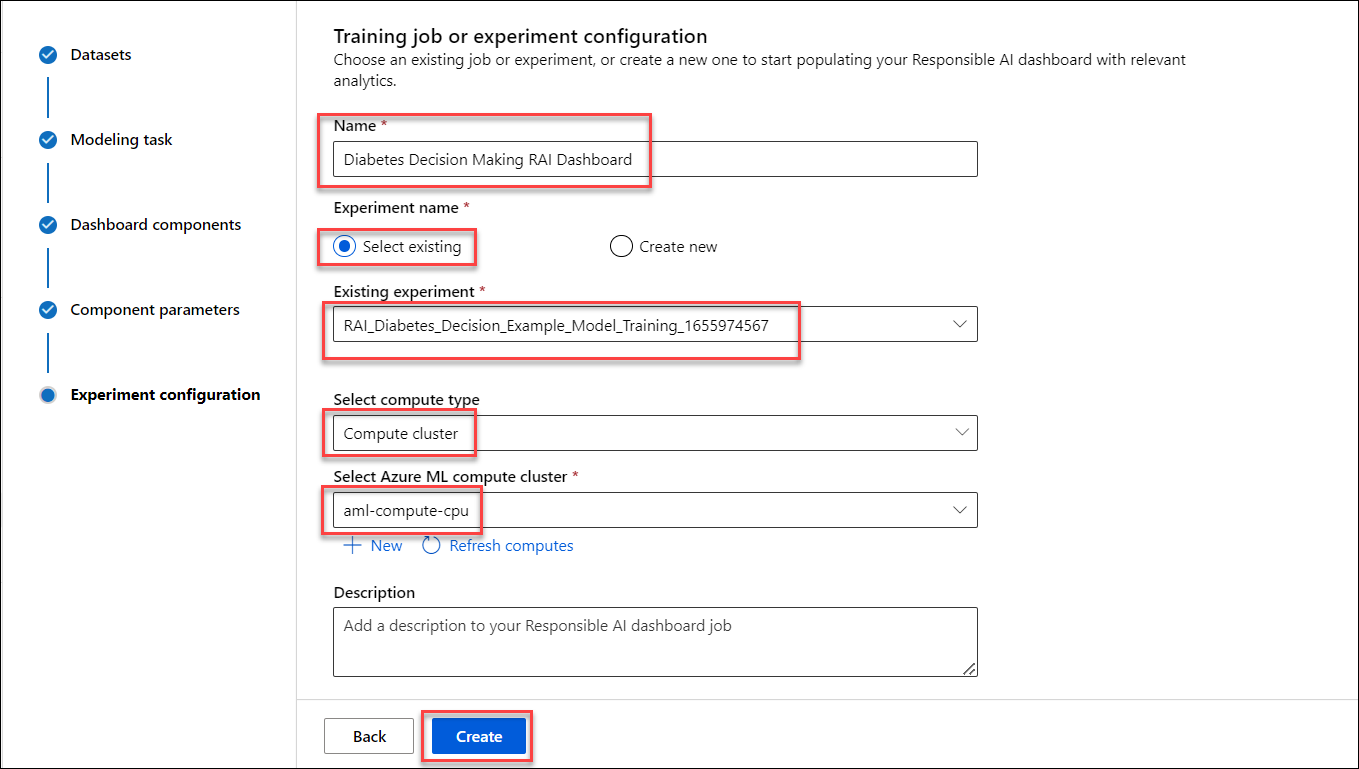 Datasets
Modeling task
Dashboard components
Component parameters
Experiment configuration
Training job or experiment configuration
Choose an existing job or experiment, or create a new one to start populating your Responsible AI dashboard with relevant
analytics.
Name *
Diabetes Decision Making RAI Dashboard
Experiment name *
Select existing
Create new
Existing experiment *
RAI_Diabetes_Decision_Example_Model_Training_1655974567
Select compute type
Compute cluster
Select Azure ML compute cluster *
aml-compute-cpu
New
Refresh computes
Description
Add a description to your Responsible AI dashboard job
Back
Create